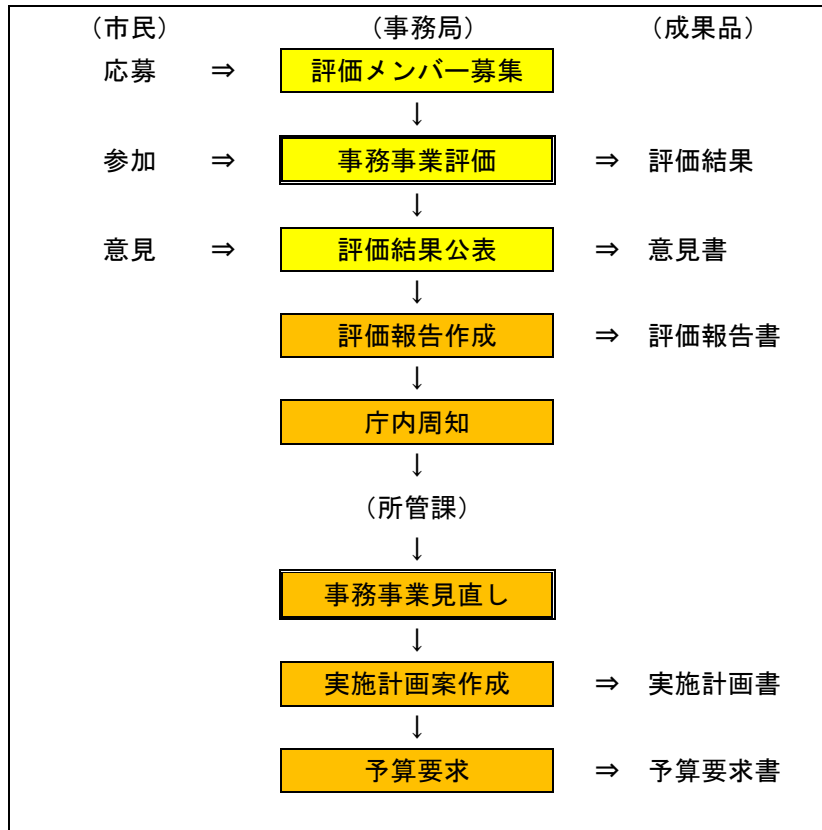 （市民） （事務局） （成果品）
応募 ⇒ 評価メンバー募集
↓
参加 ⇒ 事務事業評価 ⇒ 評価結果
↓
意見 ⇒ 評価結果公表 ⇒ 意見書
↓
評価報告作成 ⇒ 評価報告書
↓
庁内周知
↓
（所管課）
↓
事務事業見直し
↓
実施計画案作成 ⇒ 実施計画書
↓
予算要求 ⇒ 予算要求書